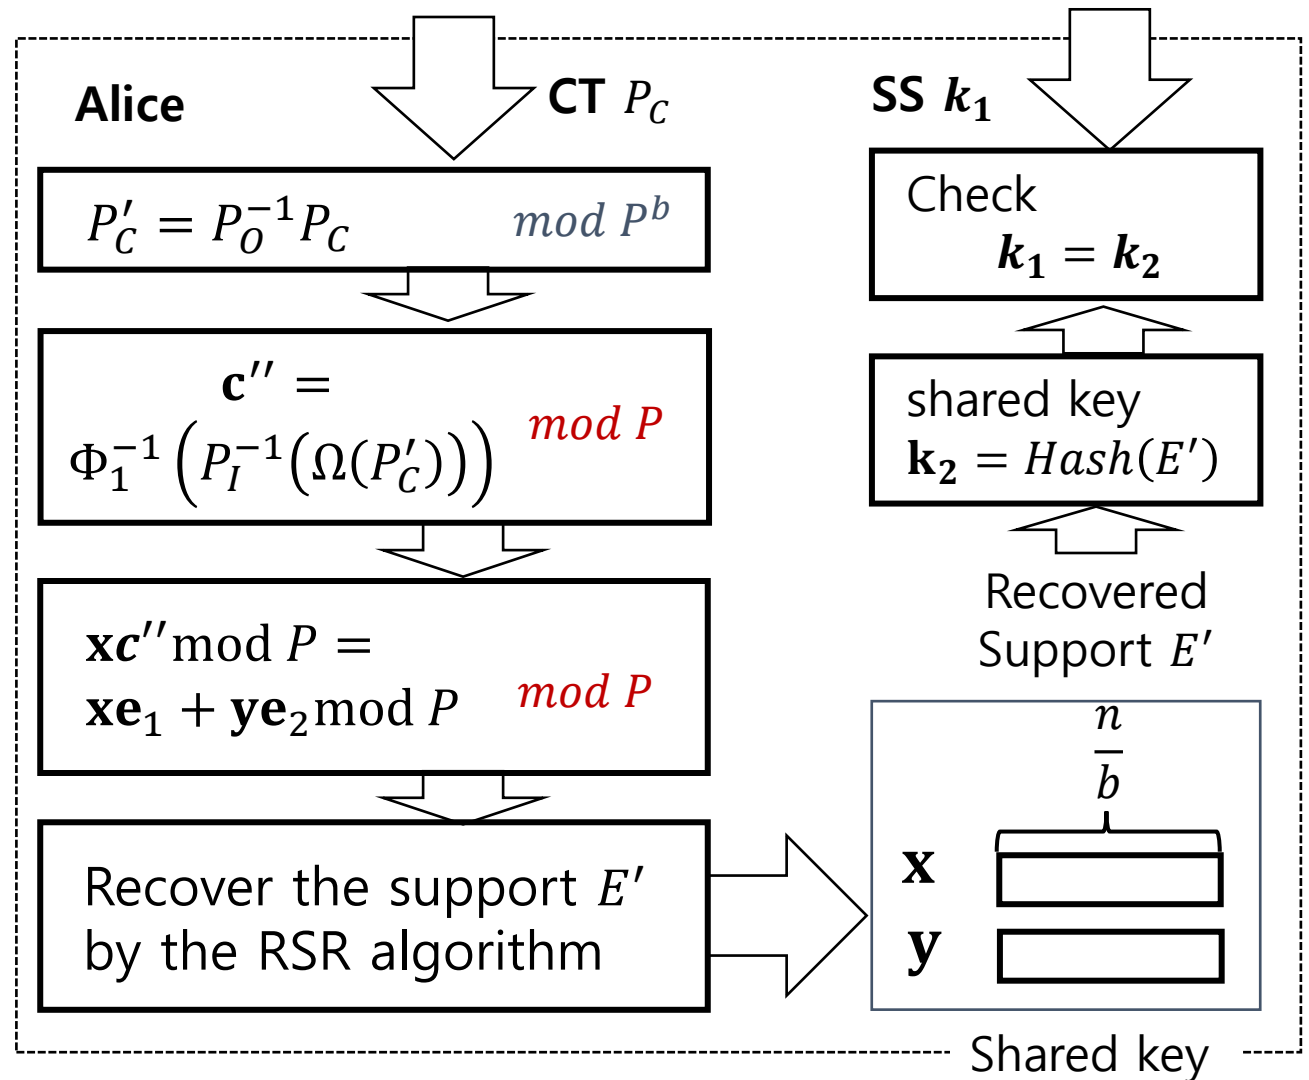 Alice
CT P_C
P′_C = P_O^{-1}P_C mod P^b
c′′ =
Φ_1^{-1}(P_I^{-1}(Ω(P′_C))) mod P
xc′′mod P =
xe_1 + ye_2mod P mod P
Recover the support E′
by the RSR algorithm
SS k_1
Check
k_1 = k_2
shared key
k_2 = Hash(E′)
Recovered
Support E′
n
b
x
y
Shared key